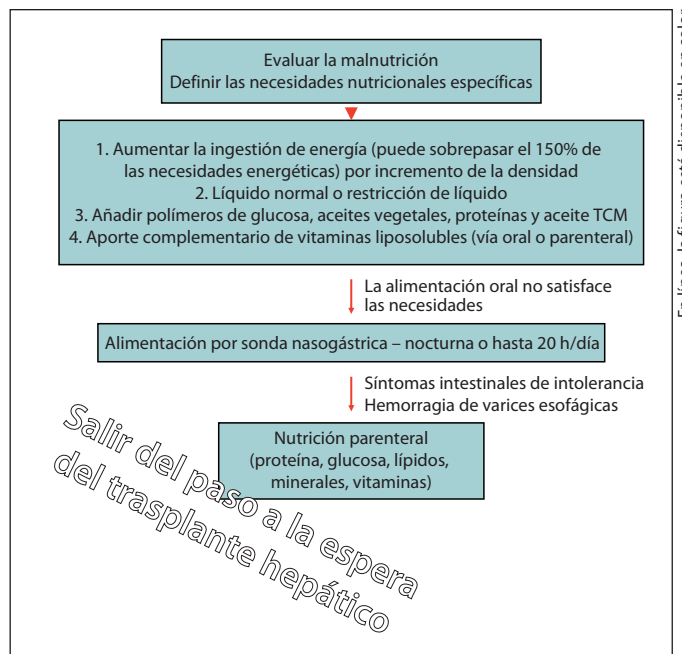 Evaluar la malnutrición
Definir las necesidades nutricionales específicas
1. Aumentar la ingestión de energía (puede sobrepasar el 150% de
las necesidades energéticas) por incremento de la densidad
2. Líquido normal o restricción de líquido
3. Añadir polímeros de glucosa, aceites vegetales, proteínas y aceite TCM
4. Aporte complementario de vitaminas liposolubles (vía oral o parenteral)
La alimentación oral no satisface
las necesidades
Alimentación por sonda nasogástrica – nocturna o hasta 20 h/día
Síntomas intestinales de intolerancia
Hemorragia de varices esofágicas
Nutrición parenteral
(proteína, glucosa, lípidos,
minerales, vitaminas)
Salir del paso a la espera
del trasplante hepático